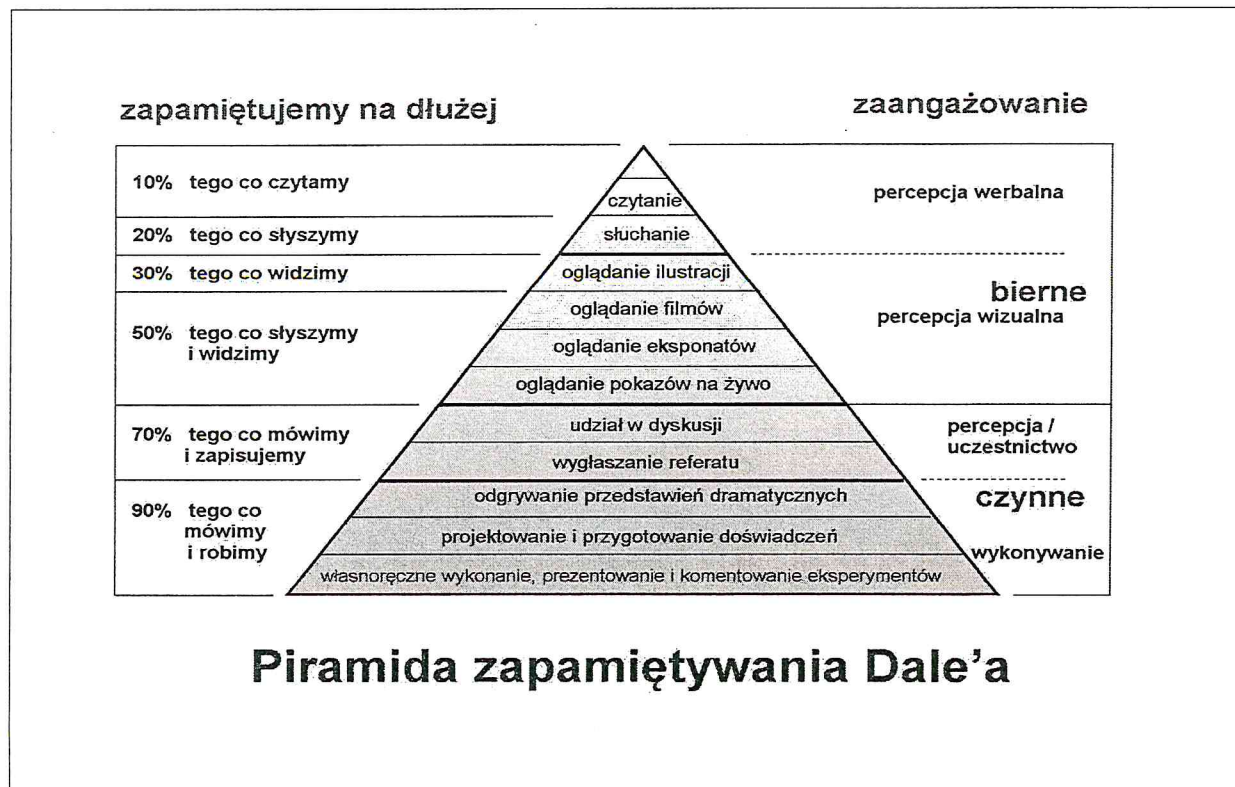 zapamiętujemy na dłużej
zaangażowanie
10% tego co czytamy
20% tego co słyszymy
30% tego co widzimy
50% tego co słyszymy
i widzimy
70% tego co mówimy
i zapisujemy
90% tego co
mówimy
i robimy
czytanie
słuchanie
oglądanie ilustracji
oglądanie filmów
oglądanie eksponatów
oglądanie pokazów na żywo
udział w dyskusji
wygłaszanie referatu
odgrywanie przedstawień dramatycznych
projektowanie i przygotowanie doświadczeń
własnoręczne wykonanie, prezentowanie i komentowanie eksperymentów
percepcja werbalna
bierne
percepcja wizualna
percepcja /
uczestnictwo
czynne
wykonywanie
Piramida zapamiętywania Dale'a